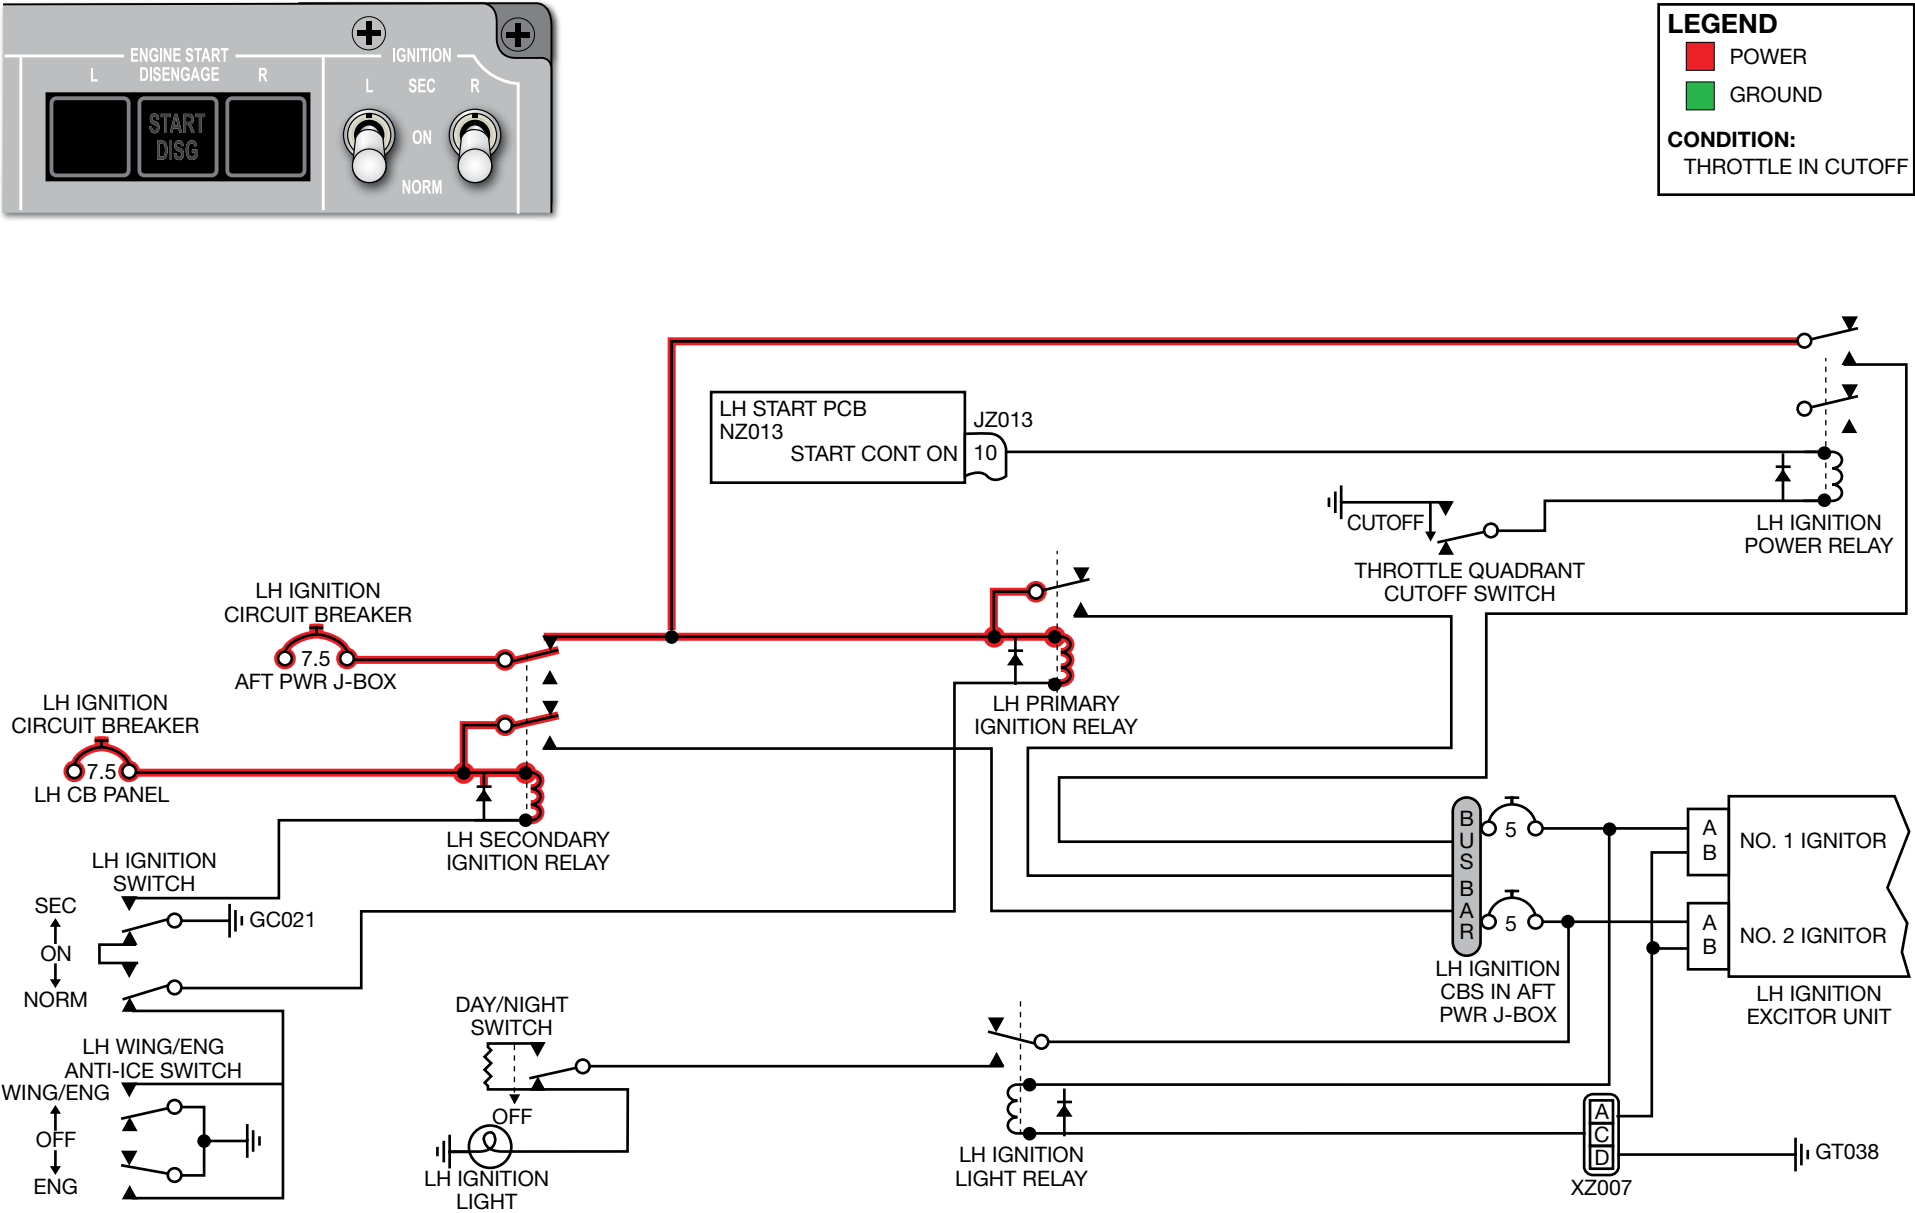 ENGINE START
DISENGAGE
L
R
START
DISG
IGNITION
L SEC R
ON
NORM
LEGEND
POWER
GROUND
CONDITION:
THROTTLE IN CUTOFF
LH START PCB
NZ013
START CONT ON
JZ013
10
CUTOFF
THROTTLE QUADRANT
CUTOFF SWITCH
LH IGNITION
POWER RELAY
LH IGNITION
CIRCUIT BREAKER
7.5
AFT PWR J-BOX
LH IGNITION
CIRCUIT BREAKER
7.5
LH CB PANEL
LH PRIMARY
IGNITION RELAY
LH SECONDARY
IGNITION RELAY
LH IGNITION
SWITCH
SEC
ON
NORM
GC021
BUS BAR
5
5
LH IGNITION
CBS IN AFT
PWR J-BOX
A
B
NO. 1 IGNITOR
A
B
NO. 2 IGNITOR
LH IGNITION
EXCITOR UNIT
LH WING/ENG
ANTI-ICE SWITCH
WING/ENG
OFF
ENG
DAY/NIGHT
SWITCH
OFF
LH IGNITION
LIGHT
LH IGNITION
LIGHT RELAY
A
C
D
XZ007
GT038